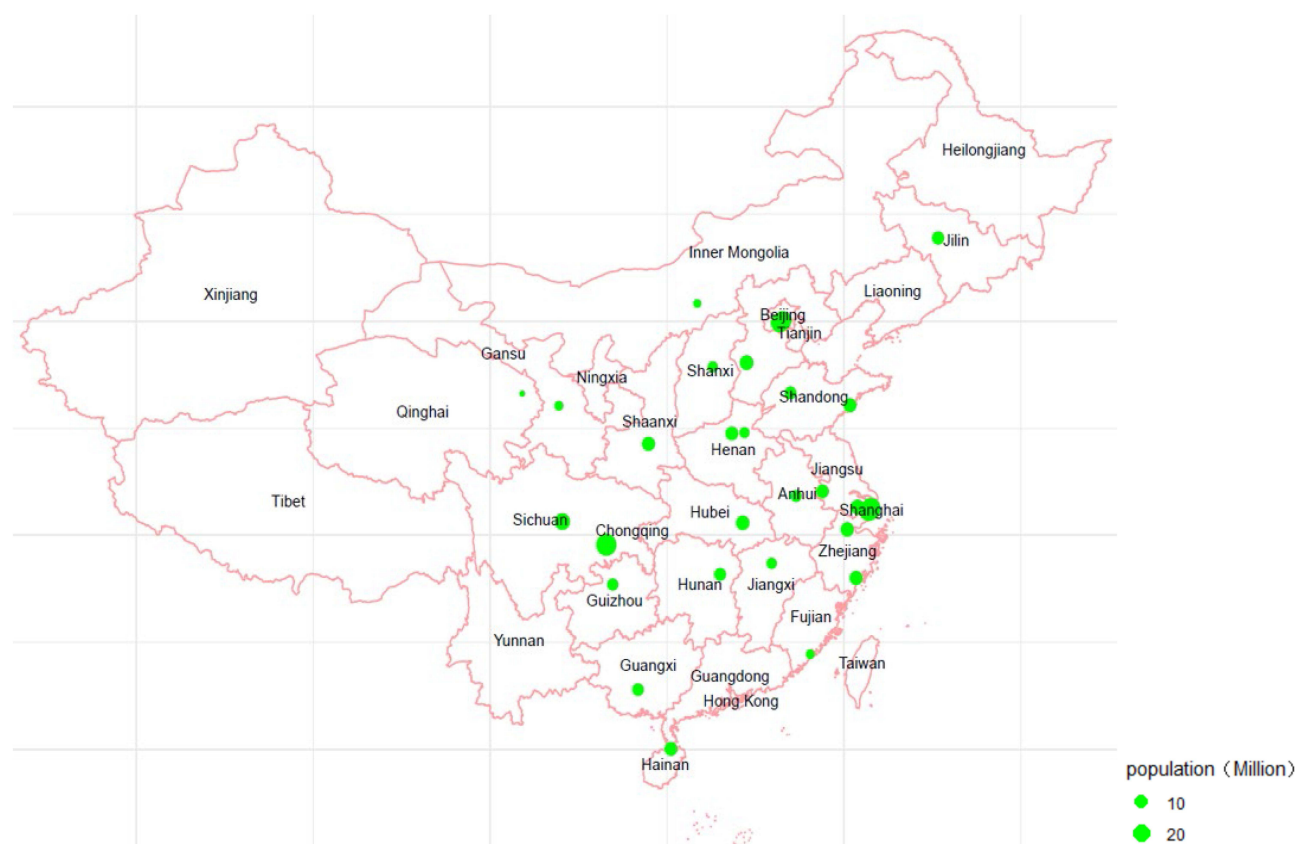 Heilongjiang
Jilin
Inner Mongolia
Liaoning
Xinjiang
Beijing
Tianjin
Gansu
Shanxi
Ningxia
Shandong
Qinghai
Shaanxi
Henan
Jiangsu
Anhui
Tibet
Shanghai
Hubei
Sichuan
Chongqing
Zhejiang
Hunan
Jiangxi
Guizhou
Fujian
Yunnan
Guangxi
Taiwan
Guangdong
Hong Kong
Hainan
population（Million）
10
20